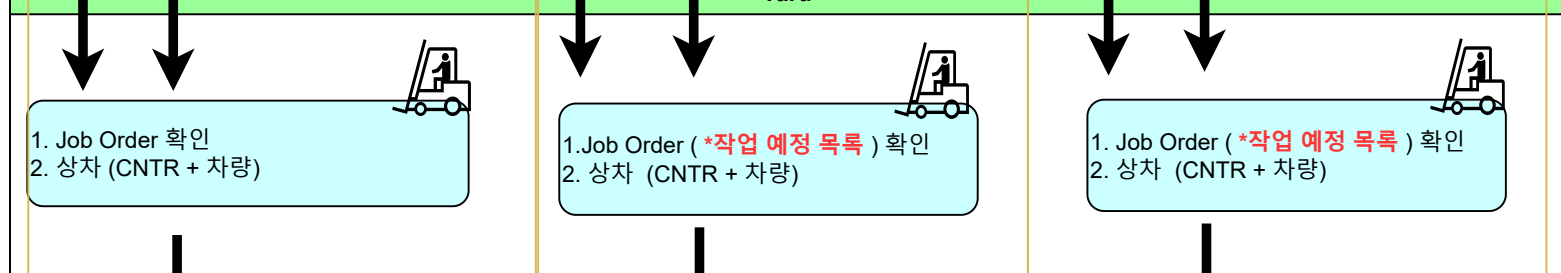 Yard
1. Job Order 확인
2. 상차 (CNTR + 차량)
1.Job Order ( *작업 예정 목록 ) 확인
2. 상차  (CNTR + 차량)
1. Job Order ( *작업 예정 목록 ) 확인
2. 상차  (CNTR + 차량)